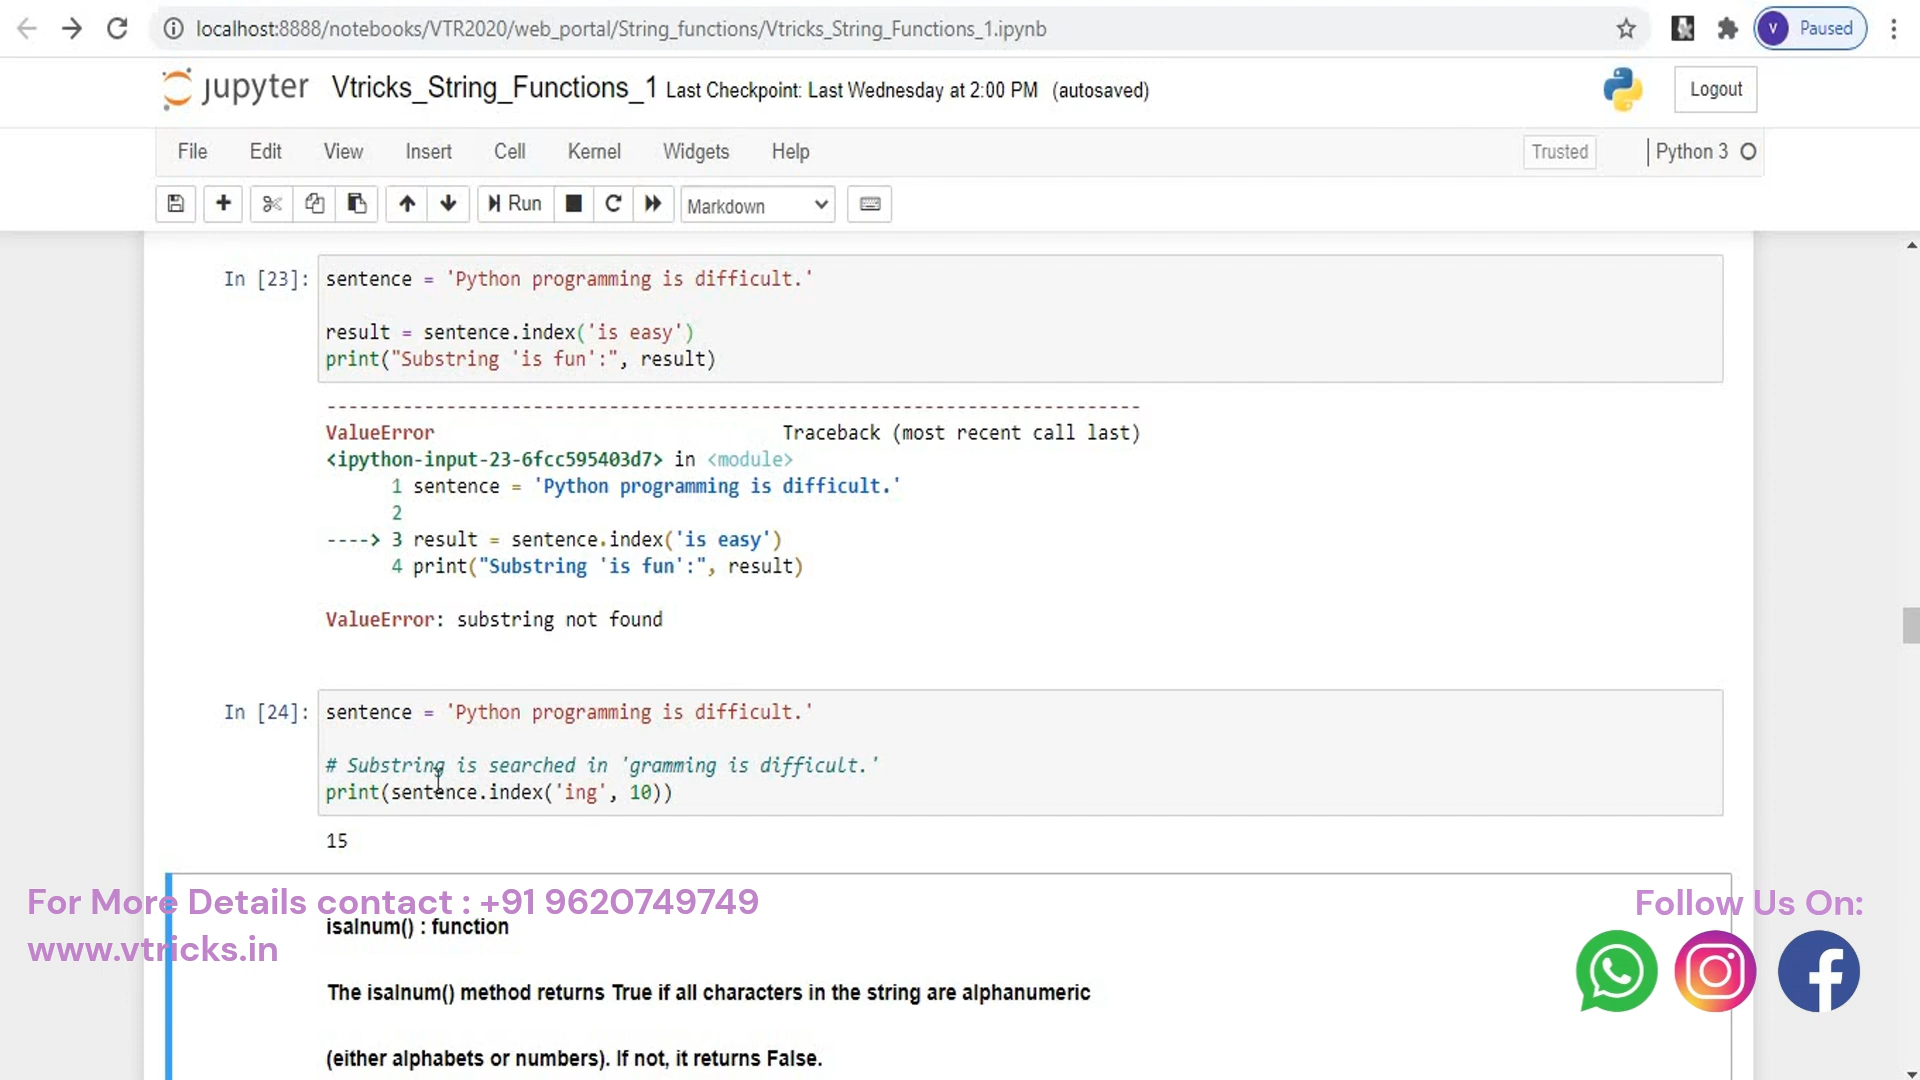 localhost:8888/notebooks/VTR2020/web_portal/String_functions/Vtricks_String_Functions_1.ipynb
V Paused
jupyter Vtricks_String_Functions_1 Last Checkpoint: Last Wednesday at 2:00 PM (autosaved)
Logout
File Edit View Insert Cell Kernel Widgets Help
Trusted
Python 3
Run
Markdown
In [23]: sentence = 'Python programming is difficult.'
result = sentence.index('is easy')
print("Substring 'is fun':", result)
---------------------------------------------------------------------------
ValueError Traceback (most recent call last)
<ipython-input-23-6fcc595403d7> in <module>
1 sentence = 'Python programming is difficult.'
2
----> 3 result = sentence.index('is easy')
4 print("Substring 'is fun':", result)
ValueError: substring not found
In [24]: sentence = 'Python programming is difficult.'
# Substring is searched in 'gramming is difficult.'
print(sentence.index('ing', 10))
15
For More Details contact : +91 9620749749
www.vtricks.in
Follow Us On:
isalnum() : function
The isalnum() method returns True if all characters in the string are alphanumeric
(either alphabets or numbers). If not, it returns False.